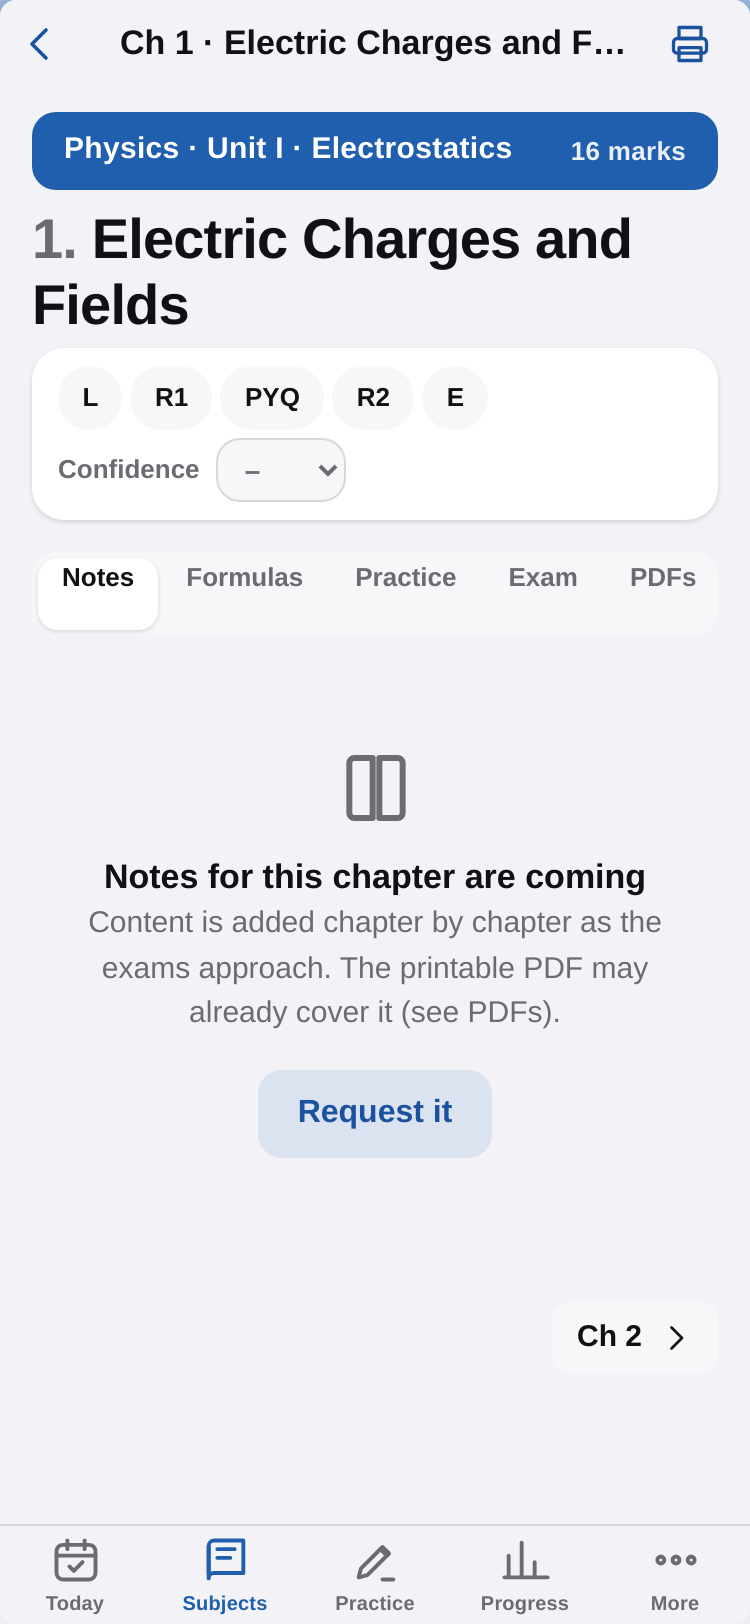 Ch 1 · Electric Charges and F…
Physics · Unit I · Electrostatics 16 marks
1. Electric Charges and
Fields
L R1 PYQ R2 E
Confidence –
Notes Formulas Practice Exam PDFs
Notes for this chapter are coming
Content is added chapter by chapter as the
exams approach. The printable PDF may
already cover it (see PDFs).
Request it
Ch 2
Today Subjects Practice Progress More